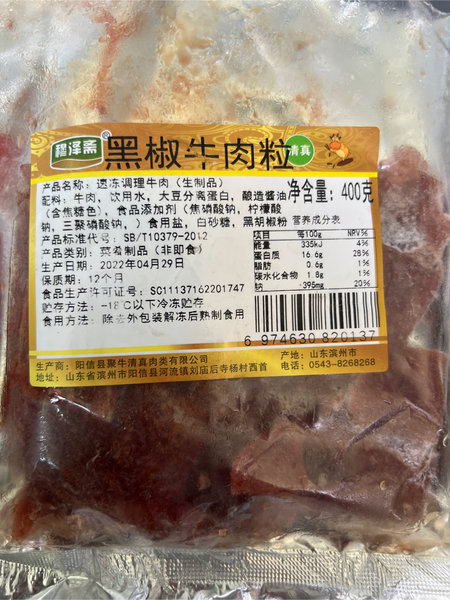 穆泽斋
黑椒牛肉粒
清真
产品名称：速冻调理牛肉（生制品）
配料：牛肉，饮用水，大豆分离蛋白，酿造酱油
净含量：400克
（含焦糖色），食品添加剂（焦磷酸钠，柠檬酸
钠，三聚磷酸钠，）食用盐，白砂糖，黑胡椒粉
营养成分表
产品标准代号：SB/T10379-2012
项目 每100g NRV%
产品类别：菜肴制品（非即食）
能量 335kJ 4%
生产日期：2022年04月29日
蛋白质 16.6g 28%
保质期：12个月
脂肪 0.6g 1%
食品生产许可证号：SC11137162201747
碳水化合物 1.8g 1%
贮存方法：-18℃以下冷冻贮存
钠 395mg 20%
食用方法：除去外包装解冻后熟制食用
6 974630 820137
生产商：阳信县聚牛清真肉类有限公司
产地：山东滨州市
地址：山东省滨州市阳信县河流镇刘庙后寺杨村西首
电话：0543-8268268